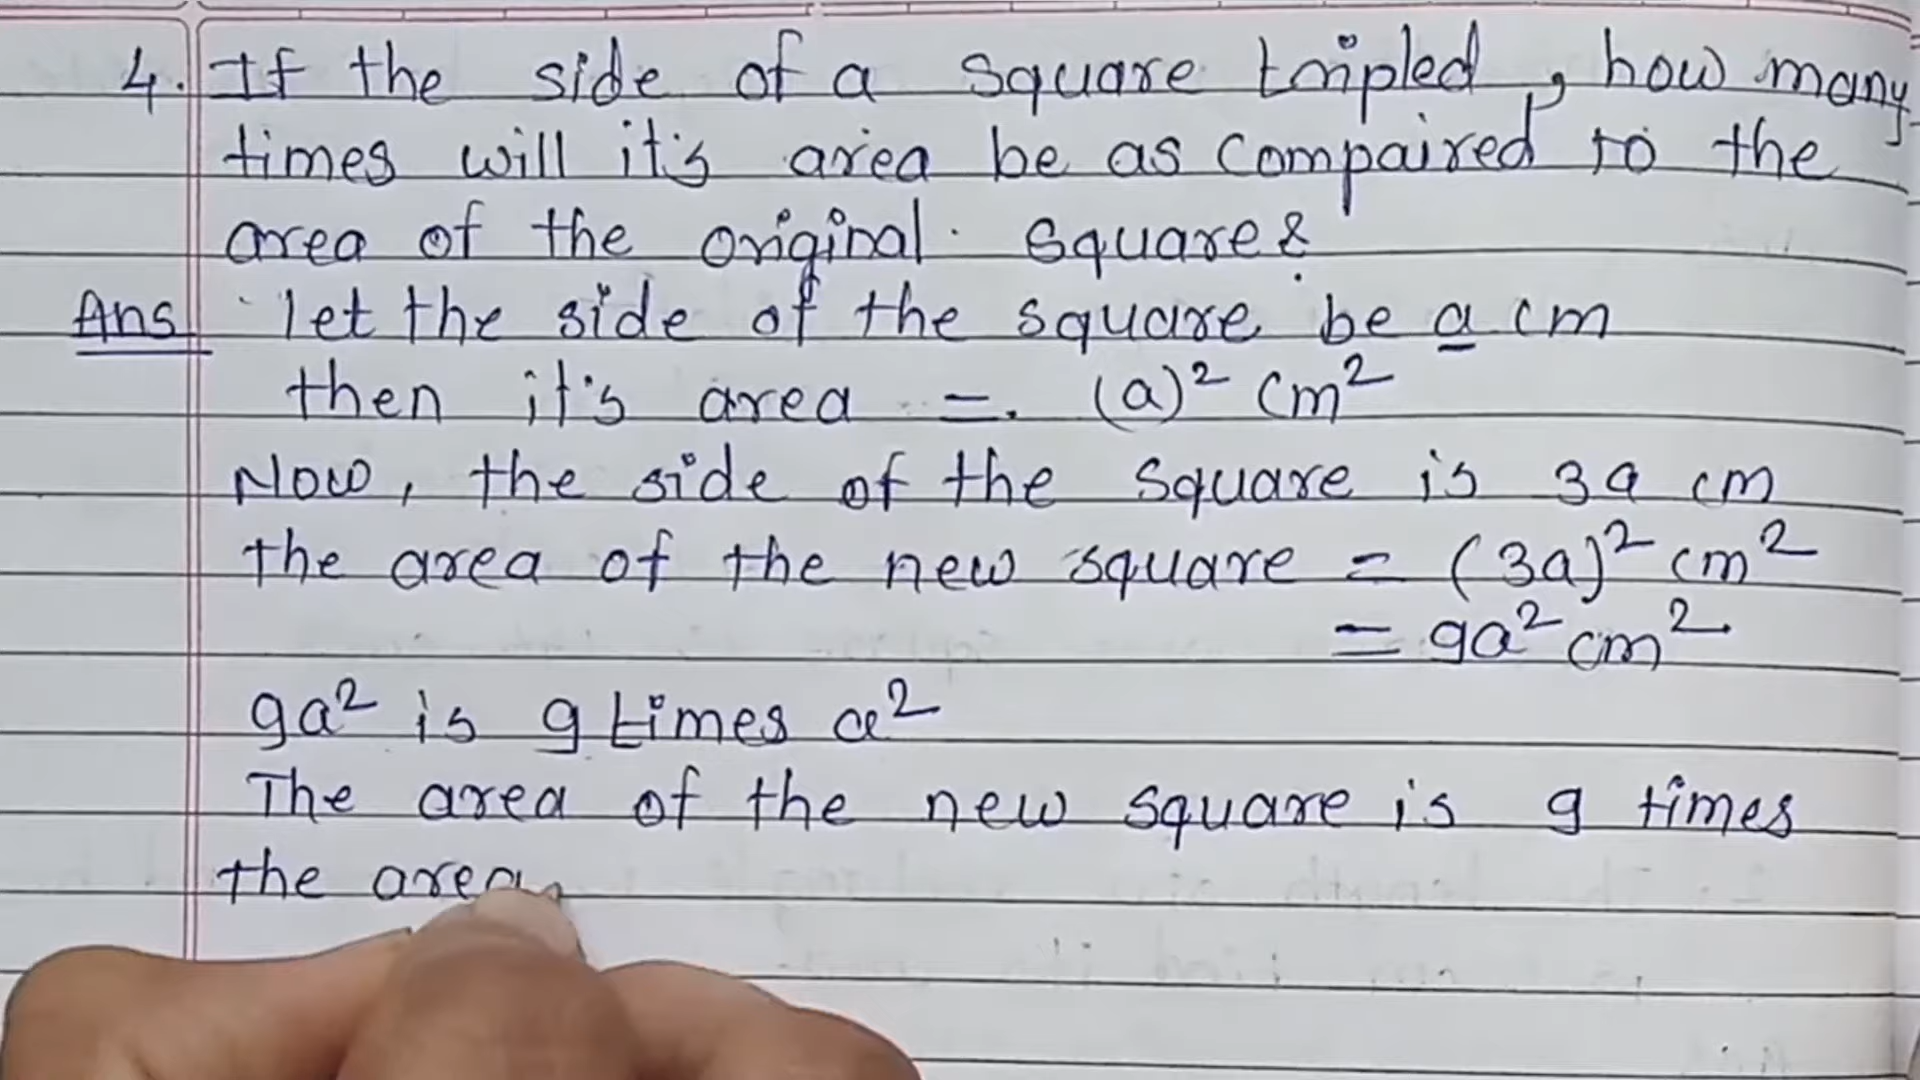 4. If the side of a square tripled, how many
times will it's area be as compaired to the
area of the original square?
Ans let the side of the square be a cm
then it's area = (a)² cm²
Now, the side of the square is 3a cm
the area of the new square = (3a)² cm²
= 9a² cm²
9a² is 9 times a²
The area of the new square is 9 times
the area